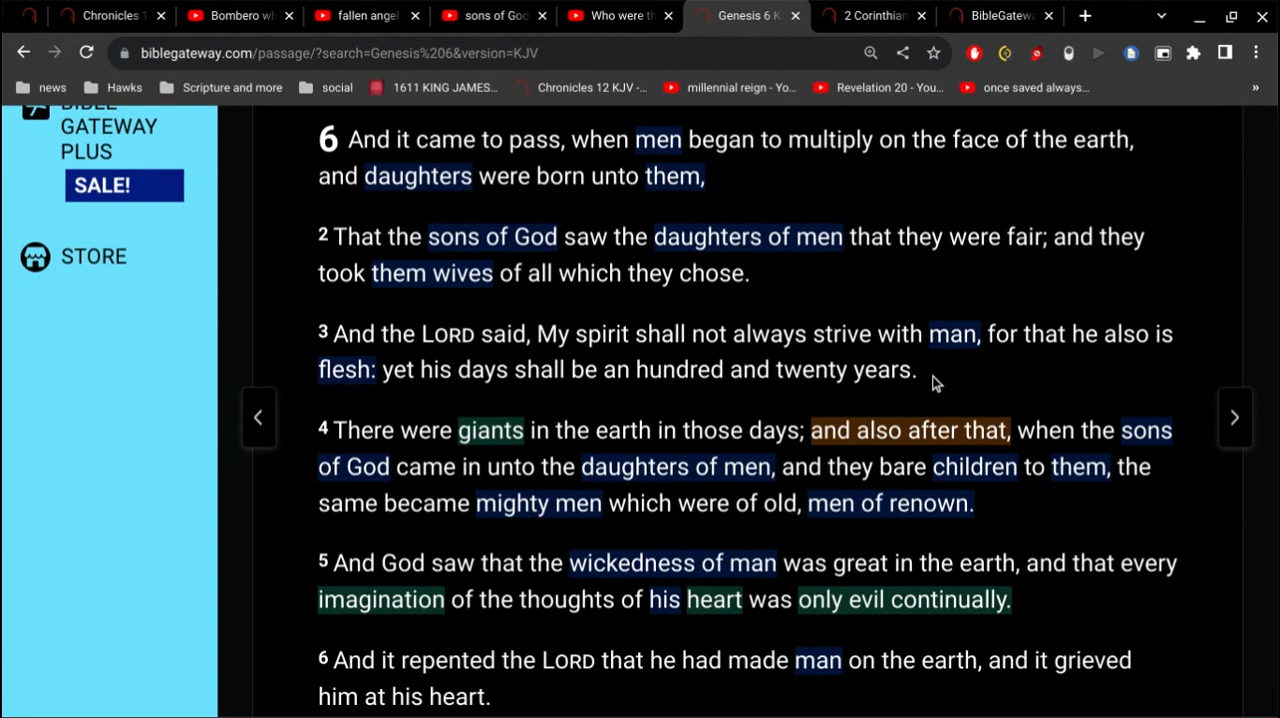 Chronicles 1
Bombero wh
fallen angel
sons of God
Who were th
Genesis 6 K
2 Corinthian
BibleGatewa
biblegateway.com/passage/?search=Genesis%206&version=KJV
news
Hawks
Scripture and more
social
1611 KING JAMES...
Chronicles 12 KJV -...
millennial reign - Yo...
Revelation 20 - You...
once saved always...
»
BIBLE
GATEWAY
PLUS
SALE!
STORE
6 And it came to pass, when men began to multiply on the face of the earth,
and daughters were born unto them,
2 That the sons of God saw the daughters of men that they were fair; and they
took them wives of all which they chose.
3 And the LORD said, My spirit shall not always strive with man, for that he also is
flesh: yet his days shall be an hundred and twenty years.
4 There were giants in the earth in those days; and also after that, when the sons
of God came in unto the daughters of men, and they bare children to them, the
same became mighty men which were of old, men of renown.
5 And God saw that the wickedness of man was great in the earth, and that every
imagination of the thoughts of his heart was only evil continually.
6 And it repented the LORD that he had made man on the earth, and it grieved
him at his heart.